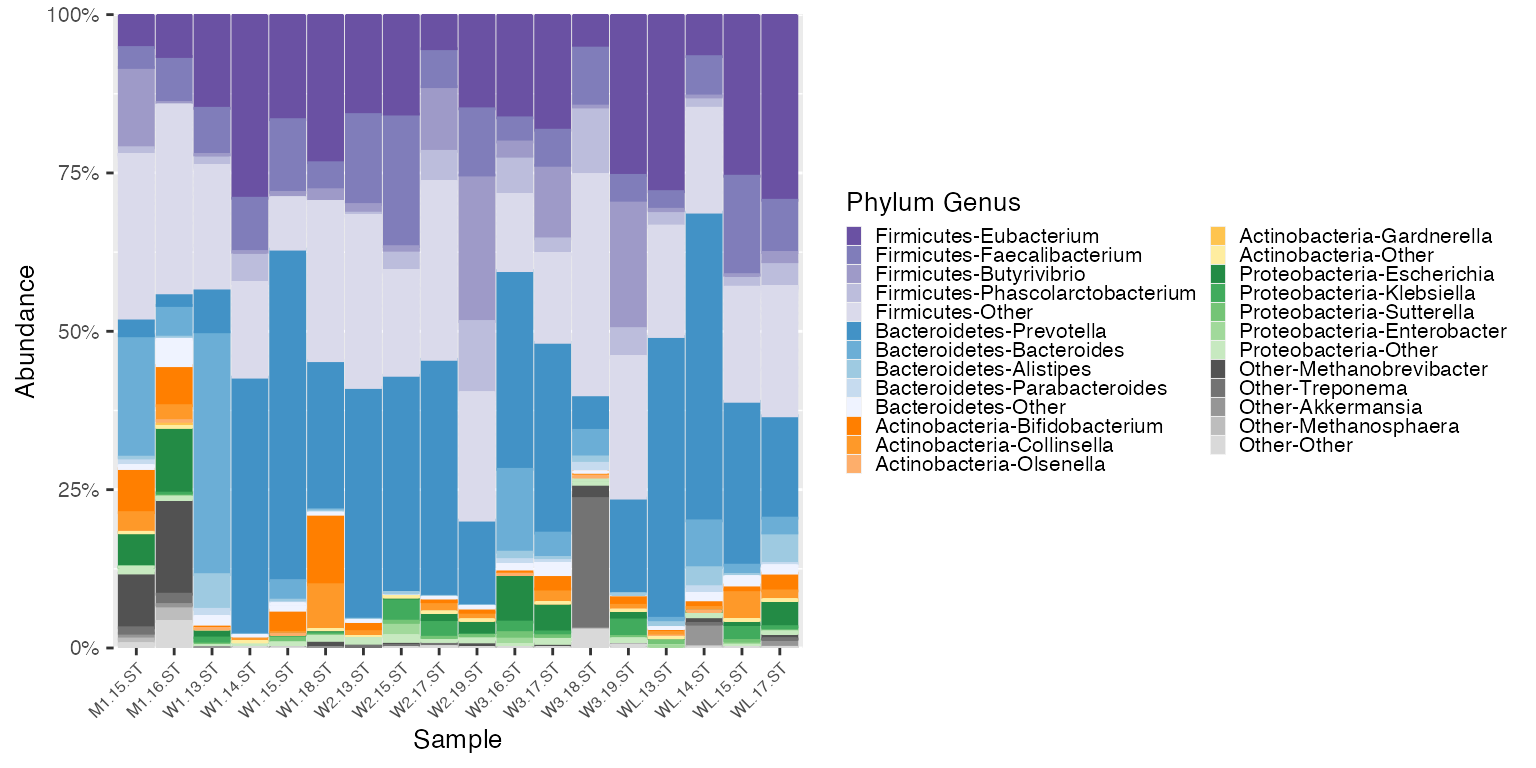 100%
75%
50%
25%
0%
Abundance
M1.15.ST
M1.16.ST
W1.13.ST
W1.14.ST
W1.15.ST
W1.18.ST
W2.13.ST
W2.15.ST
W2.17.ST
W2.19.ST
W3.16.ST
W3.17.ST
W3.18.ST
W3.19.ST
WL.13.ST
WL.14.ST
WL.15.ST
WL.17.ST
Sample
Phylum Genus
Firmicutes-Eubacterium
Firmicutes-Faecalibacterium
Firmicutes-Butyrivibrio
Firmicutes-Phascolarctobacterium
Firmicutes-Other
Bacteroidetes-Prevotella
Bacteroidetes-Bacteroides
Bacteroidetes-Alistipes
Bacteroidetes-Parabacteroides
Bacteroidetes-Other
Actinobacteria-Bifidobacterium
Actinobacteria-Collinsella
Actinobacteria-Olsenella
Actinobacteria-Gardnerella
Actinobacteria-Other
Proteobacteria-Escherichia
Proteobacteria-Klebsiella
Proteobacteria-Sutterella
Proteobacteria-Enterobacter
Proteobacteria-Other
Other-Methanobrevibacter
Other-Treponema
Other-Akkermansia
Other-Methanosphaera
Other-Other